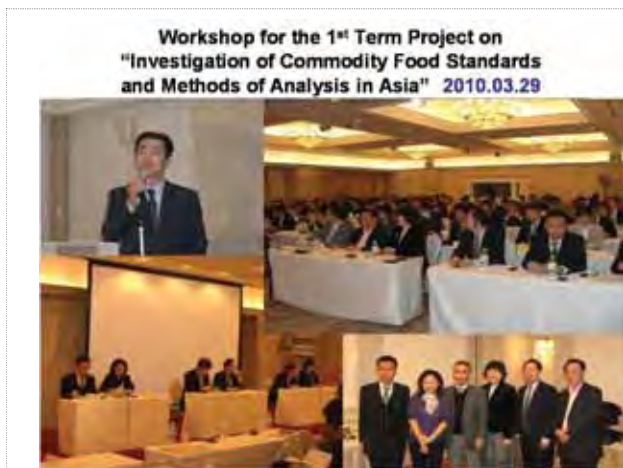 Workshop for the 1st Term Project on
“Investigation of Commodity Food Standards
and Methods of Analysis in Asia” 2010.03.29